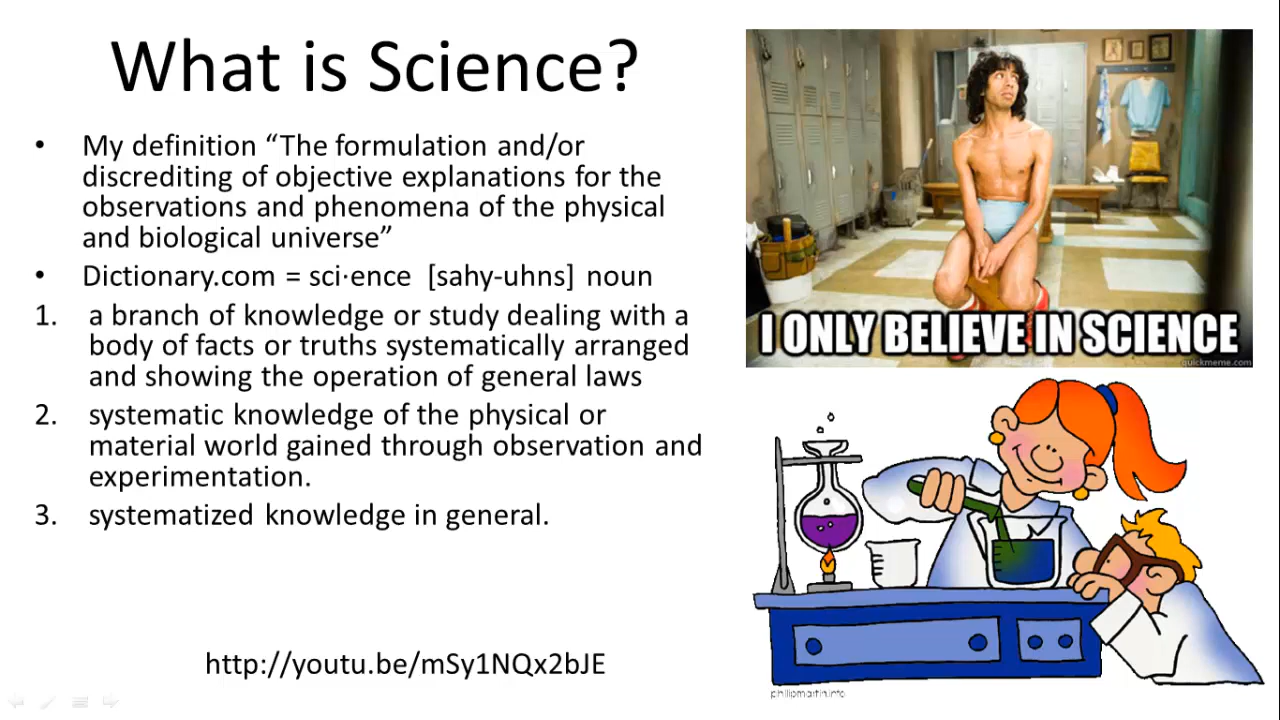 What is Science?
• My definition “The formulation and/or
discrediting of objective explanations for the
observations and phenomena of the physical
and biological universe”
• Dictionary.com = sci·ence [sahy-uhns] noun
1. a branch of knowledge or study dealing with a
body of facts or truths systematically arranged
and showing the operation of general laws
2. systematic knowledge of the physical or
material world gained through observation and
experimentation.
3. systematized knowledge in general.
http://youtu.be/mSy1NQx2bJE
I ONLY BELIEVE IN SCIENCE
quickmeme.com
philipmartin.info